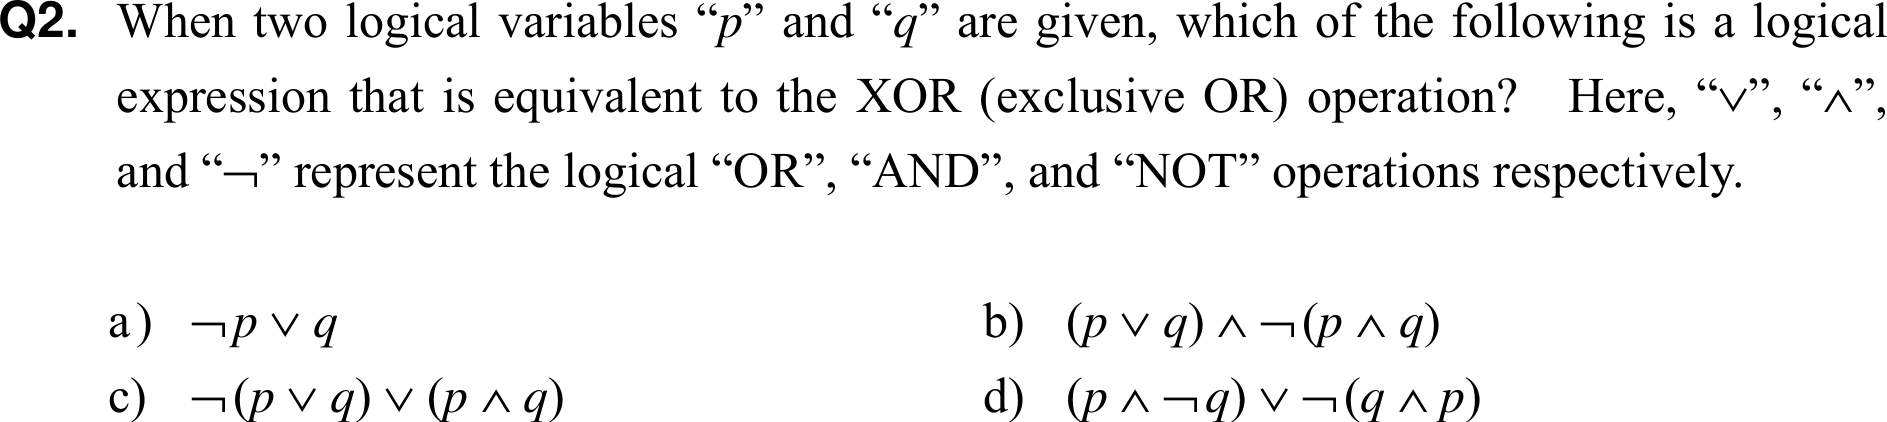 Q2. When two logical variables “p” and “q” are given, which of the following is a logical
expression that is equivalent to the XOR (exclusive OR) operation? Here, “∨”, “∧”,
and “¬” represent the logical “OR”, “AND”, and “NOT” operations respectively.
a) ¬p ∨ q b) (p ∨ q) ∧ ¬(p ∧ q)
c) ¬(p ∨ q) ∨ (p ∧ q) d) (p ∧ ¬q) ∨ ¬(q ∧ p)